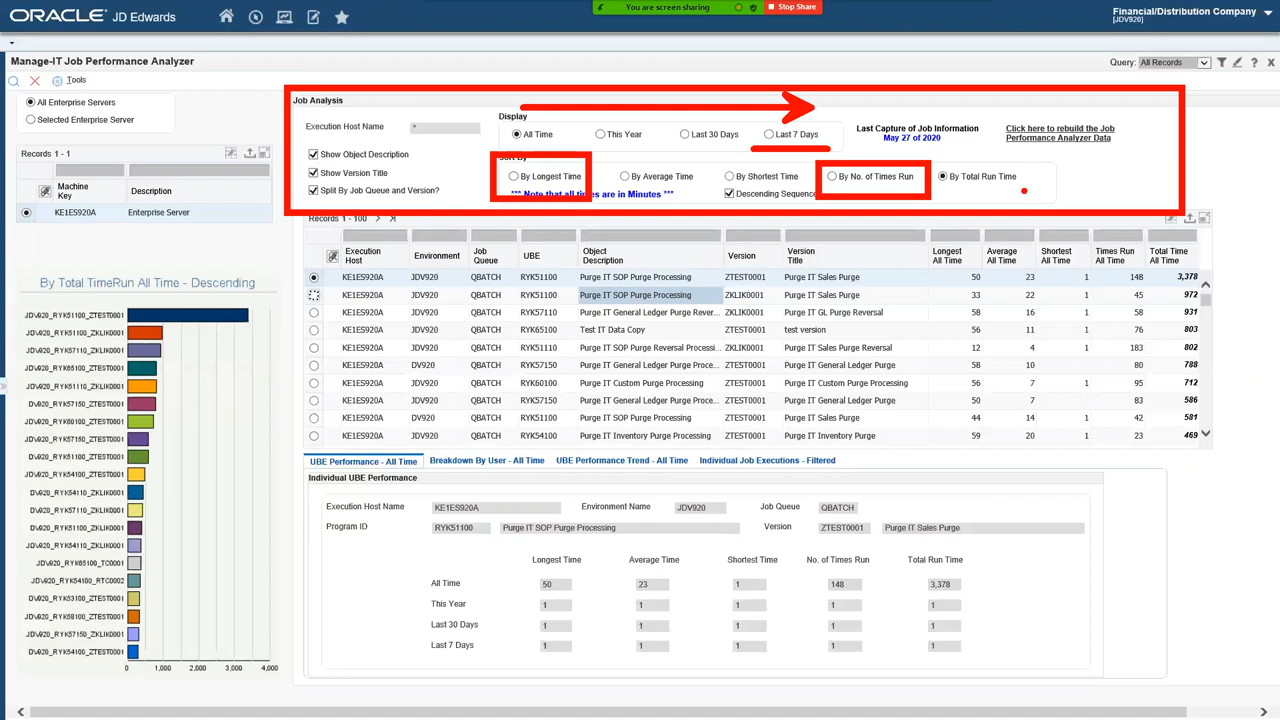 You are screen sharing
Stop Share
ORACLE JD Edwards
Financial/Distribution Company
[JDV920]
Manage-IT Job Performance Analyzer
Query: All Records
Tools
All Enterprise Servers
Selected Enterprise Server
Records 1 - 1
Machine Key Description
KE1ES920A Enterprise Server
Job Analysis
Execution Host Name *
Show Object Description
Show Version Title
Split By Job Queue and Version?
Display
All Time This Year Last 30 Days Last 7 Days
Sort By
By Longest Time By Average Time By Shortest Time By No. of Times Run By Total Run Time
*** Note that all times are in Minutes ***
Descending Sequence
Last Capture of Job Information
May 27 of 2020
Click here to rebuild the Job
Performance Analyzer Data
Records 1 - 100
Execution Host Environment Job Queue UBE Object Description Version Version Title Longest All Time Average All Time Shortest All Time Times Run All Time Total Time All Time
KE1ES920A JDV920 QBATCH RYK51100 Purge IT SOP Purge Processing ZTEST0001 Purge IT Sales Purge 50 23 1 148 3,378
KE1ES920A JDV920 QBATCH RYK51100 Purge IT SOP Purge Processing ZKLIK0001 Purge IT Sales Purge 33 22 1 45 972
KE1ES920A JDV920 QBATCH RYK57110 Purge IT General Ledger Purge Rever... ZKLIK0001 Purge IT GL Purge Reversal 58 16 1 58 931
KE1ES920A JDV920 QBATCH RYK65100 Test IT Data Copy ZTEST0001 test version 56 11 1 76 803
KE1ES920A JDV920 QBATCH RYK51110 Purge IT SOP Purge Reversal Processi... ZKLIK0001 Purge IT Sales Purge Reversal 12 4 1 183 802
KE1ES920A DV920 QBATCH RYK57150 Purge IT General Ledger Purge Proce... ZTEST0001 Purge IT General Ledger Purge 58 10 80 788
KE1ES920A JDV920 QBATCH RYK60100 Purge IT Custom Purge Processing ZTEST0001 Purge IT Custom Purge Processing 56 7 1 95 712
KE1ES920A JDV920 QBATCH RYK57150 Purge IT General Ledger Purge Proce... ZTEST0001 Purge IT General Ledger Purge 50 7 83 586
KE1ES920A DV920 QBATCH RYK51100 Purge IT SOP Purge Processing ZTEST0001 Purge IT Sales Purge 44 14 1 42 581
KE1ES920A JDV920 QBATCH RYK54100 Purge IT Inventory Purge Processing ZTEST0001 Purge IT Inventory Purge 59 20 1 23 469
By Total TimeRun All Time - Descending
JDV920_RYK51100_ZTEST0001
JDV920_RYK51100_ZKLIK0001
JDV920_RYK57110_ZKLIK0001
JDV920_RYK65100_ZTEST0001
JDV920_RYK51110_ZKLIK0001
DV920_RYK57150_ZTEST0001
JDV920_RYK60100_ZTEST0001
JDV920_RYK57150_ZTEST0001
DV920_RYK51100_ZTEST0001
JDV920_RYK54100_ZTEST0001
DV920_RYK54110_ZKLIK0001
DV920_RYK57110_ZTEST0001
JDV920_RYK51100_ZKLIK0001
JDV920_RYK54110_ZKLIK0001
JDV920_RYK65100_TC0001
JDV920_RYK54100_RTC0002
DV920_RYK53100_ZTEST0001
DV920_RYK58100_ZTEST0001
JDV920_RYK57150_ZKLIK0001
DV920_RYK54100_ZTEST0001
0 1,000 2,000 3,000 4,000
UBE Performance - All Time Breakdown By User - All Time UBE Performance Trend - All Time Individual Job Executions - Filtered
Individual UBE Performance
Execution Host Name KE1ES920A Environment Name JDV920 Job Queue QBATCH
Program ID RYK51100 Purge IT SOP Purge Processing Version ZTEST0001 Purge IT Sales Purge
Longest Time Average Time Shortest Time No. of Times Run Total Run Time
All Time 50 23 1 148 3,378
This Year 1 1 1 1 1
Last 30 Days 1 1 1 1 1
Last 7 Days 1 1 1 1 1